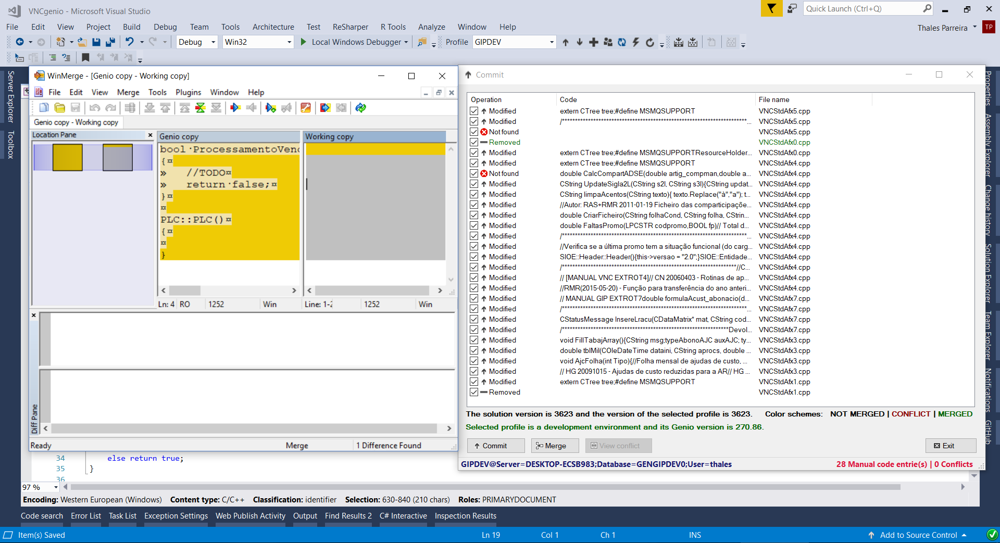 VNCgenio - Microsoft Visual Studio
Quick Launch (Ctrl+Q)
File Edit View Project Build Debug Team Tools Architecture Test ReSharper R Tools Analyze Window Help
Thales Parreira TP
Debug Win32 Local Windows Debugger Profile GIPDEV
Server Explorer
Toolbox
WinMerge - [Genio copy - Working copy]
File Edit View Merge Tools Plugins Window Help
Genio copy - Working copy
Location Pane
Genio copy
Working copy
bool·ProcessamentoVenc
{¤
» //TODO¤
» return·false;¤
}¤
¤
PLC::PLC()¤
{¤
¤
}
Ln: 4 RO 1252 Win
Line: 1-2 1252 Win
Diff Pane
Ready Merge 1 Difference Found
34 else return true;
35 }
36
97 %
Commit
Operation Code File name
Modified extern CTree tree;#define MSMQSUPPORT VNCStdAfx5.cpp
Modified /**********************************************************************... VNCStdAfx5.cpp
Not found VNCStdAfx5.cpp
Removed VNCStdAfx0.cpp
Modified extern CTree tree;#define MSMQSUPPORTResourceHolder... VNCStdAfx0.cpp
Modified extern CTree tree;#define MSMQSUPPORT VNCStdAfx4.cpp
Not found double CalcCompartADSE(double artig_compman,double a... VNCStdAfx4.cpp
Modified CString UpdateSigla2L(CString s2l, CString s3l){CString updat... VNCStdAfx4.cpp
Modified CString limpaAcentos(CString texto){ texto.Replace("à","a"); t... VNCStdAfx4.cpp
Modified //Autor: RAS+RMR 2011-01-19 Ficheiro das comparticipaçõe... VNCStdAfx4.cpp
Modified double CriarFicheiro(CString folhaCond, CString folha, CStrin... VNCStdAfx4.cpp
Modified double FaltasPromo(LPCSTR codpromo,BOOL fp)// Total d... VNCStdAfx4.cpp
Modified /**********************************************************************... VNCStdAfx4.cpp
Modified //Verifica se a última promo tem a situação funcional (do carg... VNCStdAfx4.cpp
Modified SIOE::Header::Header(){this->versao = "2.0";}SIOE::Entidade... VNCStdAfx4.cpp
Modified /******************************************************************//C... VNCStdAfx4.cpp
Modified // [MANUAL VNC EXTROT4]// CN 20060403 - Rotinas de ap... VNCStdAfx4.cpp
Modified //RMR(2015-05-20) - Função para transferência do ano anteri... VNCStdAfx4.cpp
Modified // MANUAL GIP EXTROT7double formulaAcust_abonacio(d... VNCStdAfx7.cpp
Modified /**********************************************************************... VNCStdAfx7.cpp
Modified CStatusMessage InsereLracu(CDataMatrix* mat, CString cod... VNCStdAfx7.cpp
Modified /***************************************************************Devol... VNCStdAfx7.cpp
Modified void FillTabajArray(){CString msg;typeAbonoAJC auxAJC; ty... VNCStdAfx3.cpp
Modified double tblMil(COleDateTime dataini, CString aprocs, double ... VNCStdAfx3.cpp
Modified void AjcFolha(int Tipo){//Folha mensal de ajudas de custo, ... VNCStdAfx3.cpp
Modified // HG 20091015 - Ajudas de custo reduzidas para a AR// HG ... VNCStdAfx3.cpp
Modified extern CTree tree;#define MSMQSUPPORT VNCStdAfx1.cpp
Removed VNCStdAfx1.cpp
The solution version is 3623 and the version of the selected profile is 3623. Color schemes: NOT MERGED | CONFLICT | MERGED
Selected profile is a development environment and its Genio version is 270.86.
Commit Merge View conflict Exit
GIPDEV@Server=DESKTOP-ECSB983;Database=GENGIPDEV0;User=thales 28 Manual code entrie(s) | 0 Conflicts
Properties
Assembly Explorer
Change history
Solution Explorer
Team Explorer
Notifications
GitHub
Encoding: Western European (Windows) Content type: C/C++ Classification: identifier Selection: 630-840 (210 chars) Roles: PRIMARYDOCUMENT
Code search Error List Task List Exception Settings Web Publish Activity Output Find Results 2 C# Interactive Inspection Results
Item(s) Saved Ln 19 Col 1 Ch 1 INS Add to Source Control